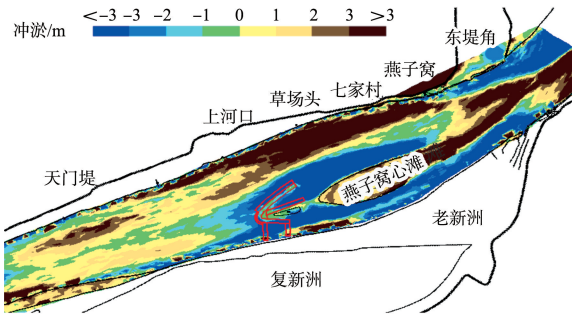 冲淤/m
<-3 -3 -2 -1 0 1 2 3 >3
东堤角
燕子窝
七家村
草场头
上河口
天门堤
燕子窝心滩
老新洲
复新洲